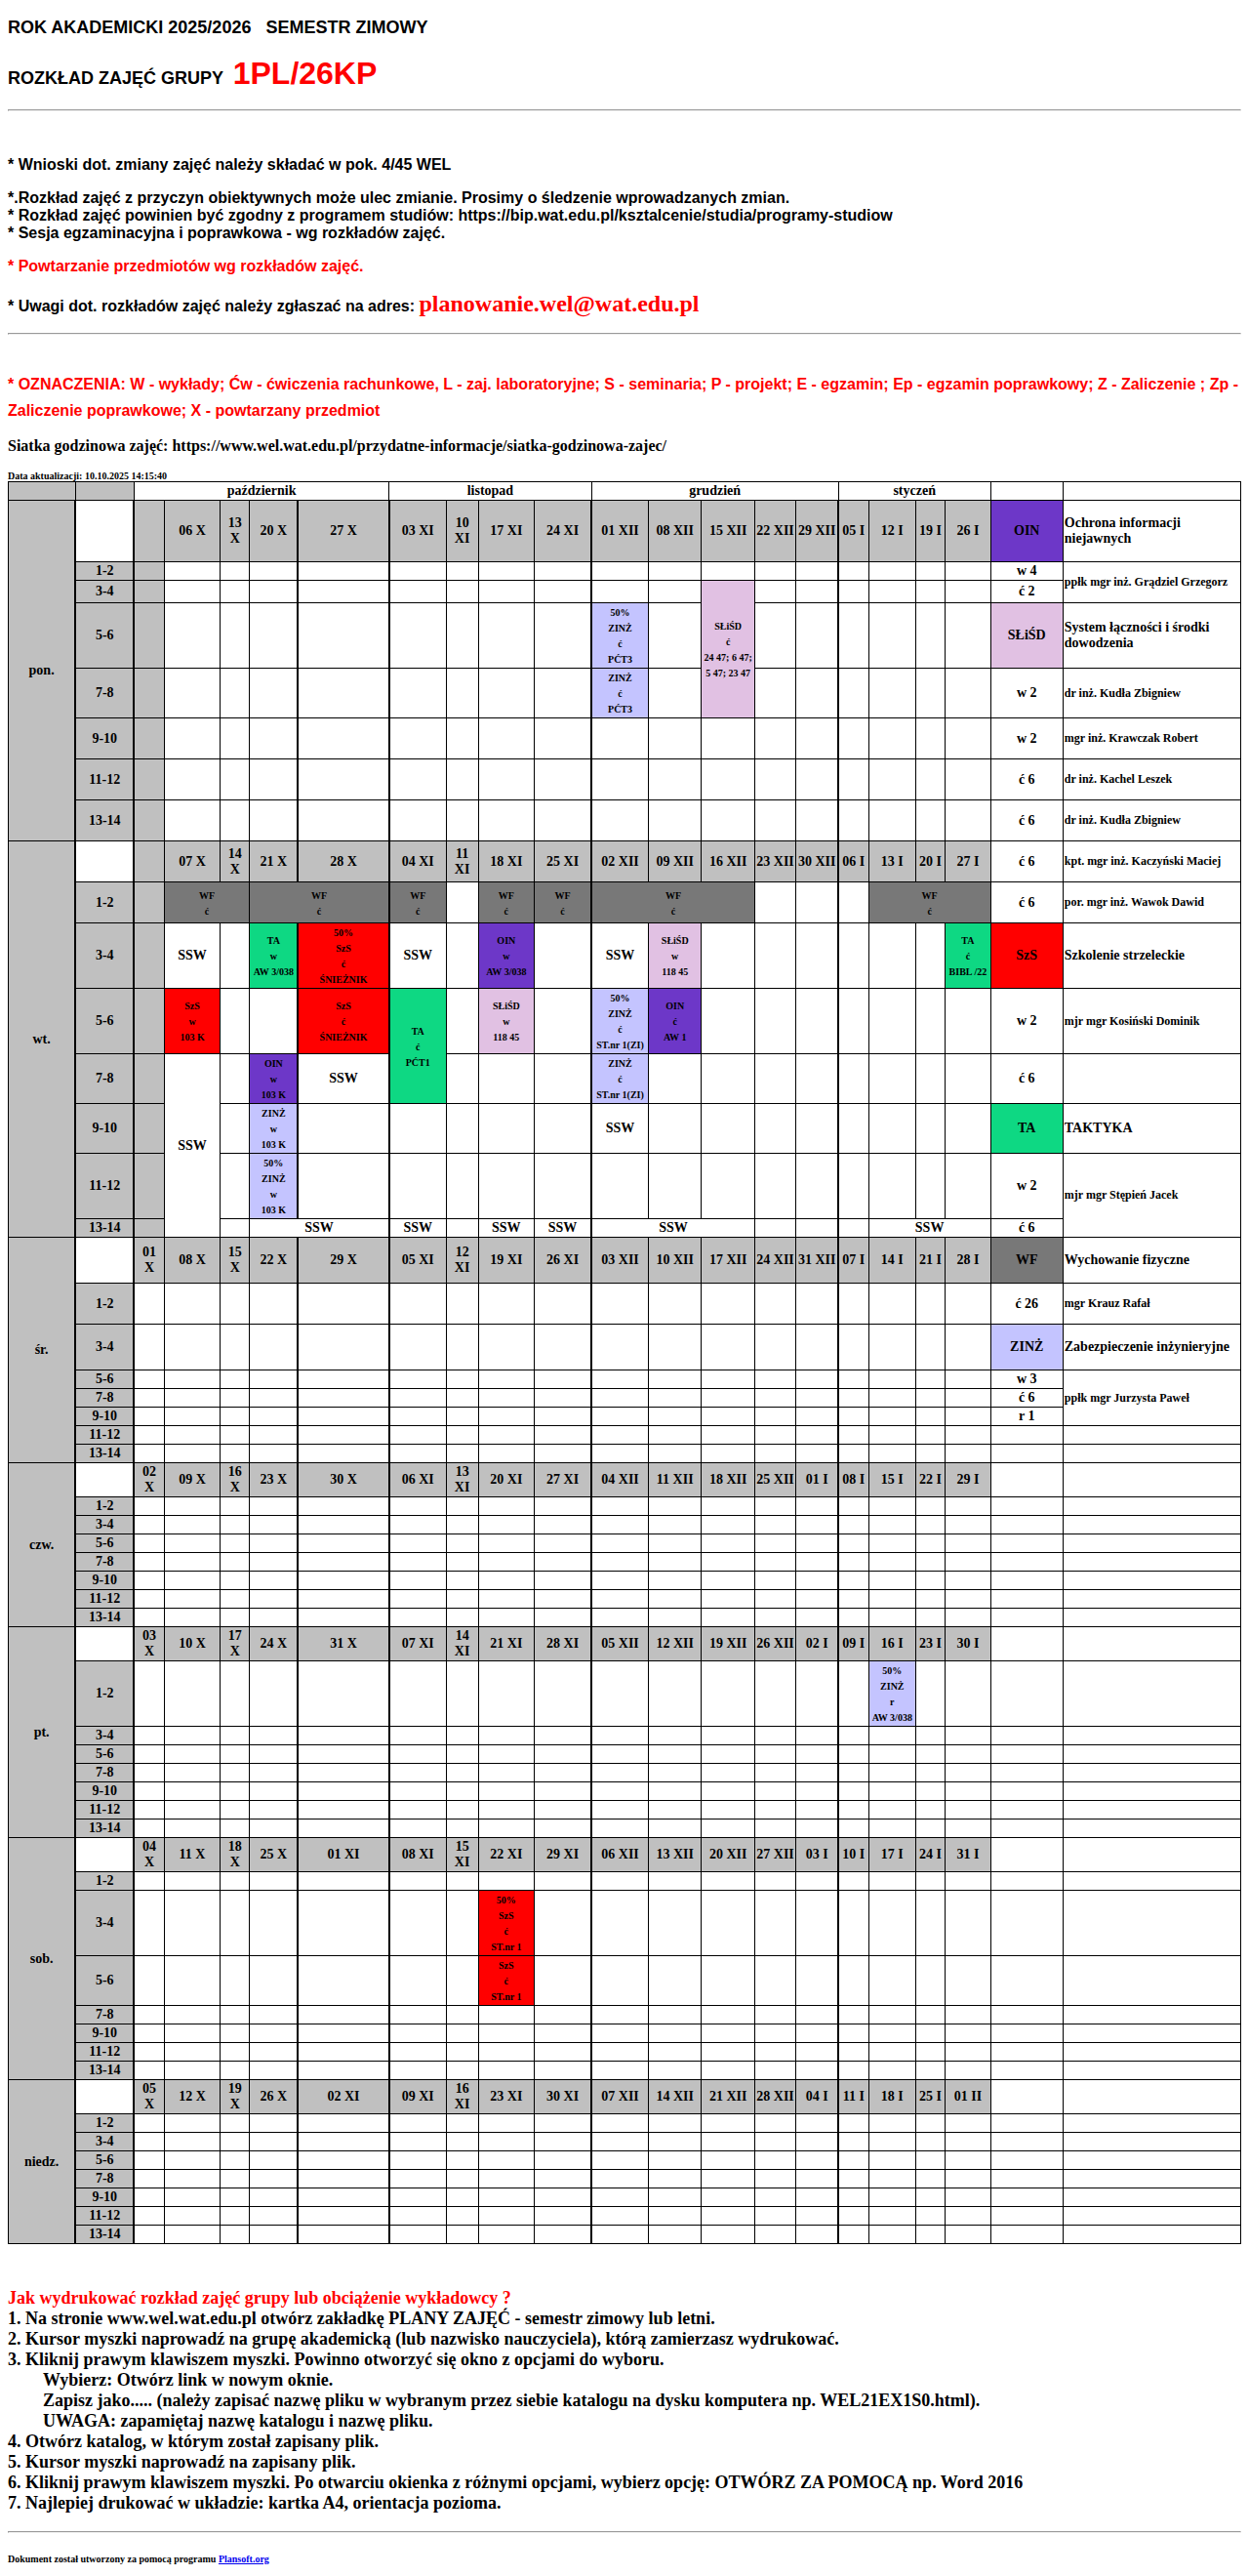 ROK AKADEMICKI 2025/2026 SEMESTR ZIMOWY
ROZKŁAD ZAJĘĆ GRUPY 1PL/26KP
* Wnioski dot. zmiany zajęć należy składać w pok. 4/45 WEL
*.Rozkład zajęć z przyczyn obiektywnych może ulec zmianie. Prosimy o śledzenie wprowadzanych zmian.
* Rozkład zajęć powinien być zgodny z programem studiów: https://bip.wat.edu.pl/ksztalcenie/studia/programy-studiow
* Sesja egzaminacyjna i poprawkowa - wg rozkładów zajęć.
* Powtarzanie przedmiotów wg rozkładów zajęć.
* Uwagi dot. rozkładów zajęć należy zgłaszać na adres: planowanie.wel@wat.edu.pl
* OZNACZENIA: W - wykłady; Ćw - ćwiczenia rachunkowe, L - zaj. laboratoryjne; S - seminaria; P - projekt; E - egzamin; Ep - egzamin poprawkowy; Z - Zaliczenie ; Zp -
Zaliczenie poprawkowe; X - powtarzany przedmiot
Siatka godzinowa zajęć: https://www.wel.wat.edu.pl/przydatne-informacje/siatka-godzinowa-zajec/
Data aktualizacji: 10.10.2025 14:15:40
październik listopad grudzień styczeń
pon. 06 X 13 X 20 X 27 X 03 XI 10 XI 17 XI 24 XI 01 XII 08 XII 15 XII 22 XII 29 XII 05 I 12 I 19 I 26 I OIN Ochrona informacji niejawnych
1-2 w 4 ppłk mgr inż. Grądziel Grzegorz
3-4 SŁiŚD ć 24 47; 6 47; 5 47; 23 47 ć 2
5-6 50% ZINŻ ć PĆT3 SŁiŚD System łączności i środki dowodzenia
7-8 ZINŻ ć PĆT3 w 2 dr inż. Kudła Zbigniew
9-10 w 2 mgr inż. Krawczak Robert
11-12 ć 6 dr inż. Kachel Leszek
13-14 ć 6 dr inż. Kudła Zbigniew
wt. 07 X 14 X 21 X 28 X 04 XI 11 XI 18 XI 25 XI 02 XII 09 XII 16 XII 23 XII 30 XII 06 I 13 I 20 I 27 I ć 6 kpt. mgr inż. Kaczyński Maciej
1-2 WF ć WF ć WF ć WF ć WF ć WF ć WF ć ć 6 por. mgr inż. Wawok Dawid
3-4 SSW TA w AW 3/038 50% SzS ć ŚNIEŻNIK SSW OIN w AW 3/038 SSW SŁiŚD w 118 45 TA ć BIBL /22 SzS Szkolenie strzeleckie
5-6 SzS w 103 K SzS ć ŚNIEŻNIK TA ć PĆT1 SŁiŚD w 118 45 50% ZINŻ ć ST.nr 1(ZI) OIN ć AW 1 w 2 mjr mgr Kosiński Dominik
7-8 SSW OIN w 103 K SSW ZINŻ ć ST.nr 1(ZI) ć 6
9-10 ZINŻ w 103 K SSW TA TAKTYKA
11-12 50% ZINŻ w 103 K w 2 mjr mgr Stępień Jacek
13-14 SSW SSW SSW SSW SSW SSW ć 6
śr. 01 X 08 X 15 X 22 X 29 X 05 XI 12 XI 19 XI 26 XI 03 XII 10 XII 17 XII 24 XII 31 XII 07 I 14 I 21 I 28 I WF Wychowanie fizyczne
1-2 ć 26 mgr Krauz Rafał
3-4 ZINŻ Zabezpieczenie inżynieryjne
5-6 w 3
7-8 ć 6 ppłk mgr Jurzysta Paweł
9-10 r 1
11-12
13-14
czw. 02 X 09 X 16 X 23 X 30 X 06 XI 13 XI 20 XI 27 XI 04 XII 11 XII 18 XII 25 XII 01 I 08 I 15 I 22 I 29 I
1-2
3-4
5-6
7-8
9-10
11-12
13-14
pt. 03 X 10 X 17 X 24 X 31 X 07 XI 14 XI 21 XI 28 XI 05 XII 12 XII 19 XII 26 XII 02 I 09 I 16 I 23 I 30 I
1-2 50% ZINŻ r AW 3/038
3-4
5-6
7-8
9-10
11-12
13-14
sob. 04 X 11 X 18 X 25 X 01 XI 08 XI 15 XI 22 XI 29 XI 06 XII 13 XII 20 XII 27 XII 03 I 10 I 17 I 24 I 31 I
1-2
3-4 50% SzS ć ST.nr 1
5-6 SzS ć ST.nr 1
7-8
9-10
11-12
13-14
niedz. 05 X 12 X 19 X 26 X 02 XI 09 XI 16 XI 23 XI 30 XI 07 XII 14 XII 21 XII 28 XII 04 I 11 I 18 I 25 I 01 II
1-2
3-4
5-6
7-8
9-10
11-12
13-14
Jak wydrukować rozkład zajęć grupy lub obciążenie wykładowcy ?
1. Na stronie www.wel.wat.edu.pl otwórz zakładkę PLANY ZAJĘĆ - semestr zimowy lub letni.
2. Kursor myszki naprowadź na grupę akademicką (lub nazwisko nauczyciela), którą zamierzasz wydrukować.
3. Kliknij prawym klawiszem myszki. Powinno otworzyć się okno z opcjami do wyboru.
Wybierz: Otwórz link w nowym oknie.
Zapisz jako..... (należy zapisać nazwę pliku w wybranym przez siebie katalogu na dysku komputera np. WEL21EX1S0.html).
UWAGA: zapamiętaj nazwę katalogu i nazwę pliku.
4. Otwórz katalog, w którym został zapisany plik.
5. Kursor myszki naprowadź na zapisany plik.
6. Kliknij prawym klawiszem myszki. Po otwarciu okienka z różnymi opcjami, wybierz opcję: OTWÓRZ ZA POMOCĄ np. Word 2016
7. Najlepiej drukować w układzie: kartka A4, orientacja pozioma.
Dokument został utworzony za pomocą programu Plansoft.org